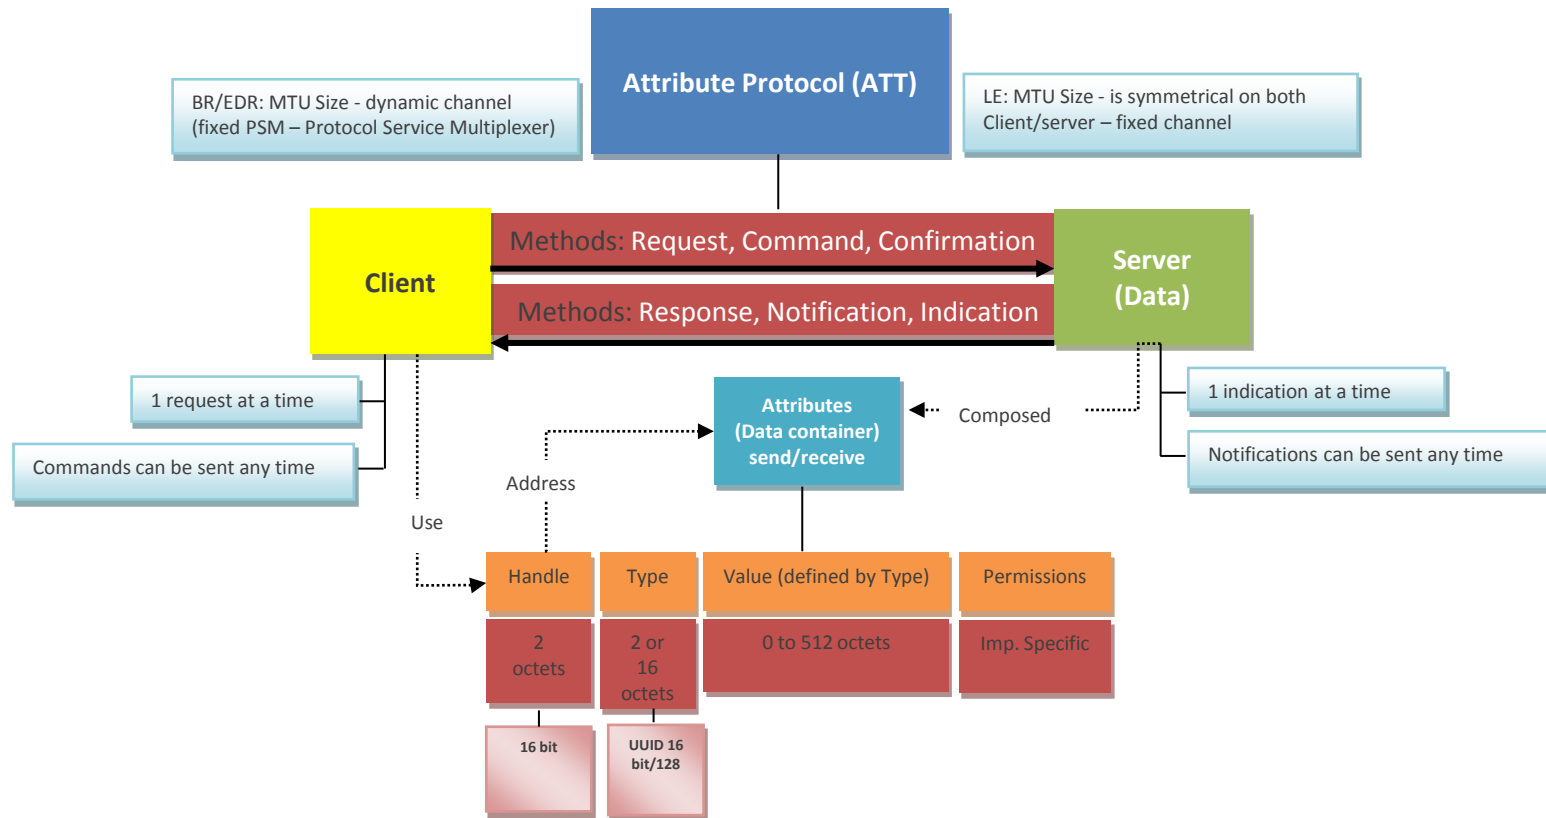 Attribute Protocol (ATT)
BR/EDR: MTU Size - dynamic channel
(fixed PSM – Protocol Service Multiplexer)
LE: MTU Size - is symmetrical on both
Client/server – fixed channel
Client
Methods: Request, Command, Confirmation
Methods: Response, Notification, Indication
Server
(Data)
1 request at a time
Commands can be sent any time
Attributes
(Data container)
send/receive
Composed
1 indication at a time
Notifications can be sent any time
Address
Use
Handle
Type
Value (defined by Type)
Permissions
2
octets
2 or
16
octets
0 to 512 octets
Imp. Specific
16 bit
UUID 16
bit/128